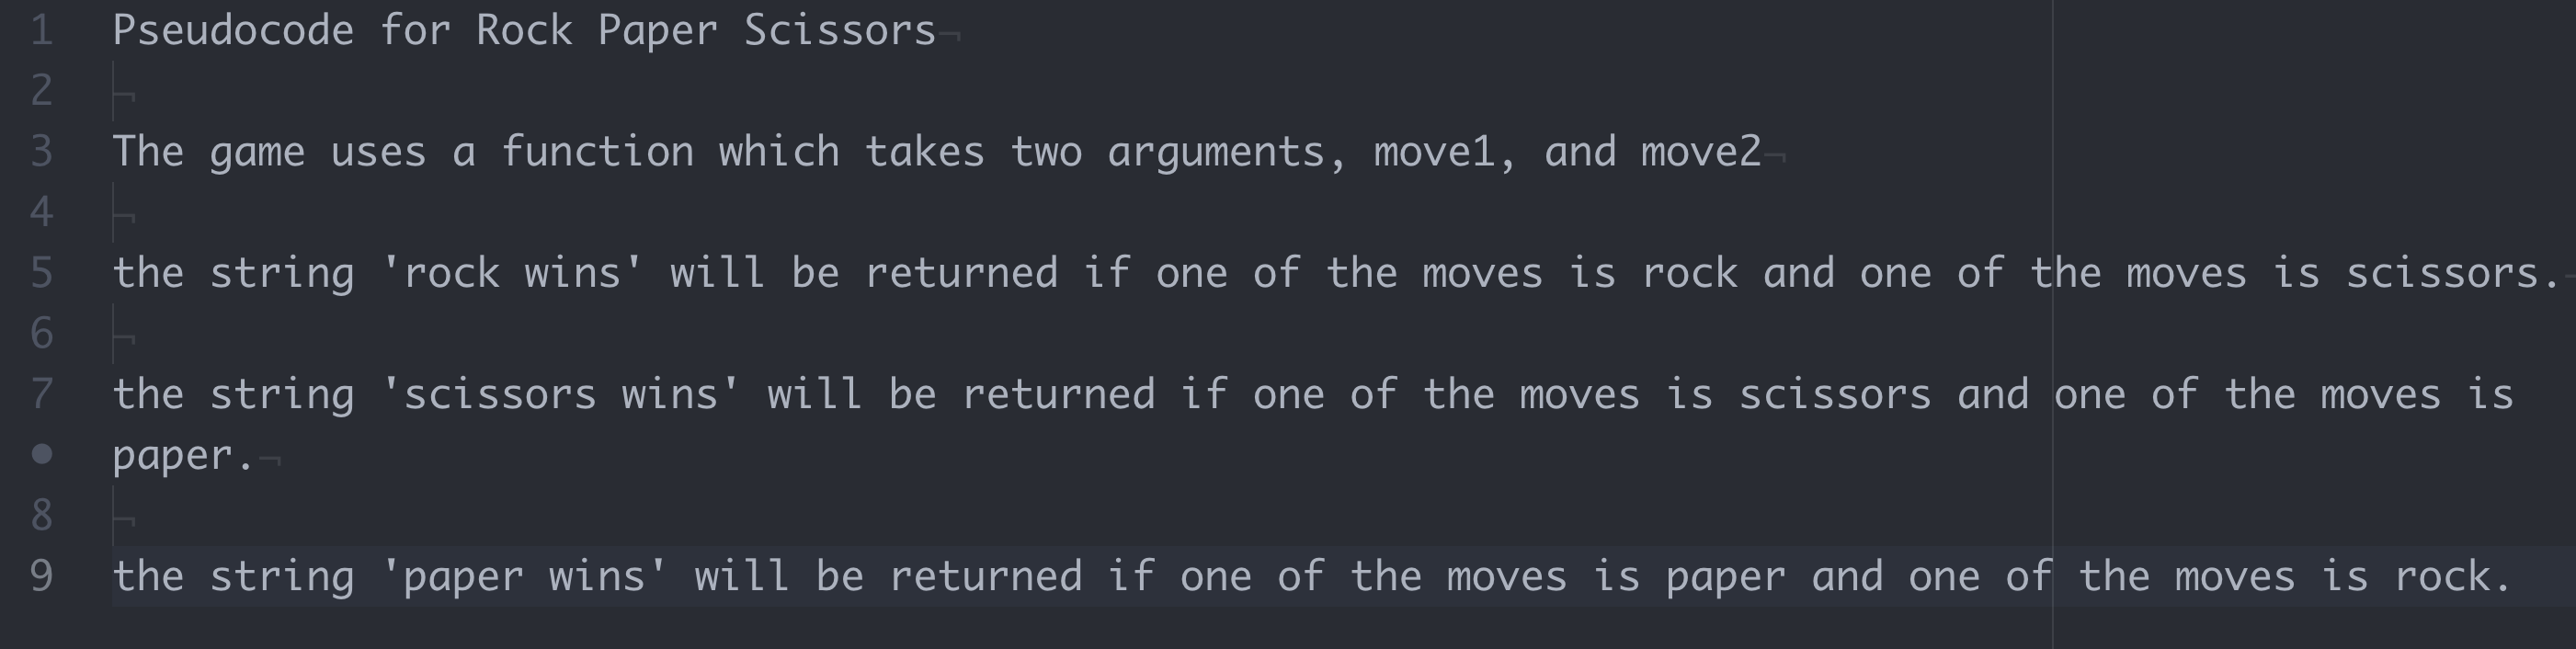 1 Pseudocode for Rock Paper Scissors¬
2 ¬
3 The game uses a function which takes two arguments, move1, and move2¬
4 ¬
5 the string 'rock wins' will be returned if one of the moves is rock and one of the moves is scissors.¬
6 ¬
7 the string 'scissors wins' will be returned if one of the moves is scissors and one of the moves is
• paper.¬
8 ¬
9 the string 'paper wins' will be returned if one of the moves is paper and one of the moves is rock.